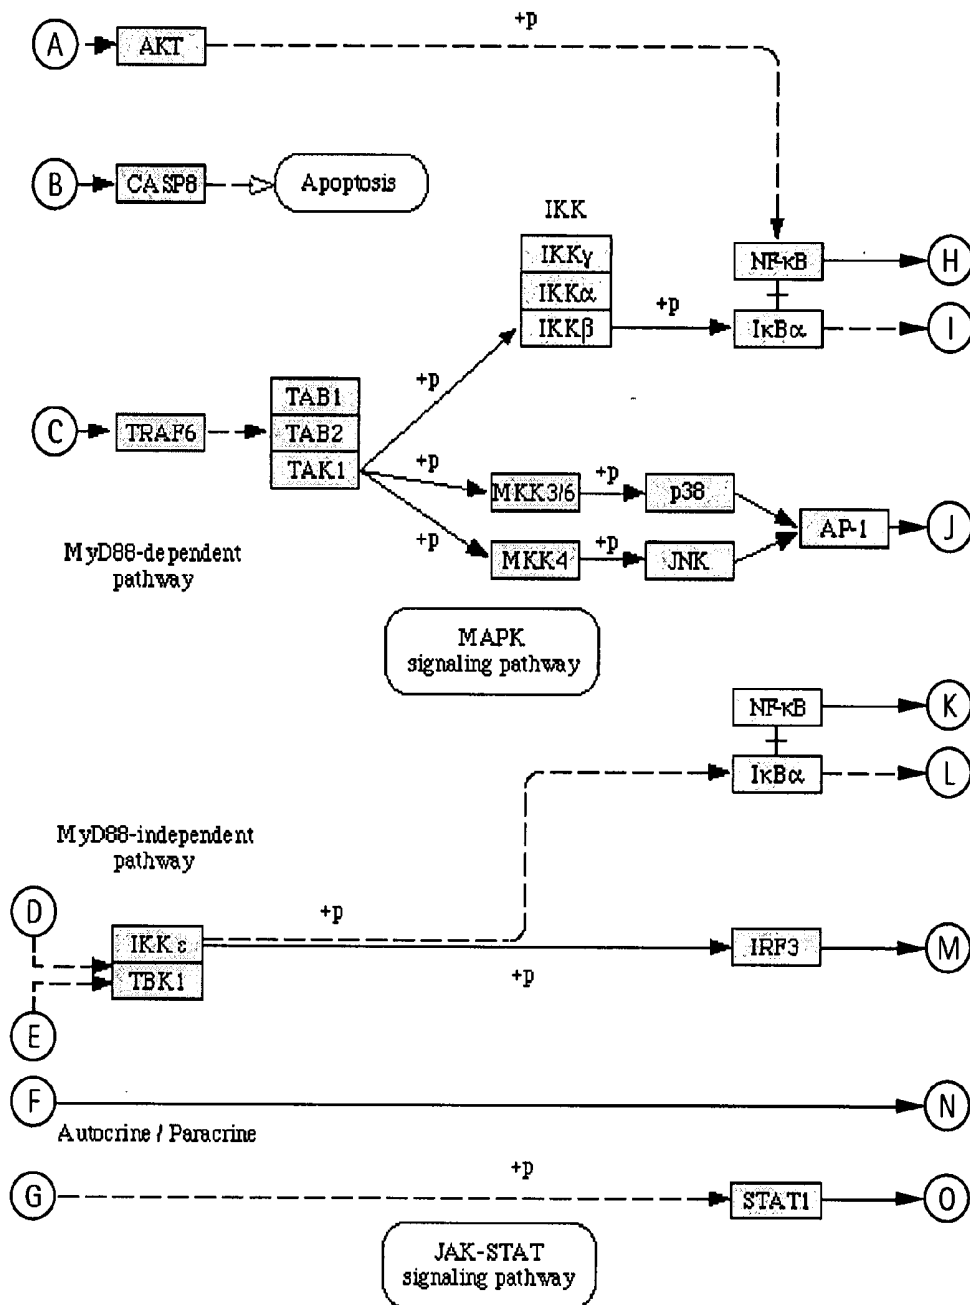 +p
A
AKT
B
CASP8
Apoptosis
IKK
IKKγ
IKKα
IKKβ
+p
NF-κB
H
IκBα
I
+p
C
TRAF6
TAB1
TAB2
TAK1
+p
MKK3/6
+p
p38
+p
MKK4
+p
JNK
AP-1
J
MyD88-dependent
pathway
MAPK
signaling pathway
NF-κB
K
IκBα
L
MyD88-independent
pathway
D
+p
IKKε
TBK1
+p
IRF3
M
E
F
N
Autocrine / Paracrine
G
+p
STAT1
O
JAK-STAT
signaling pathway